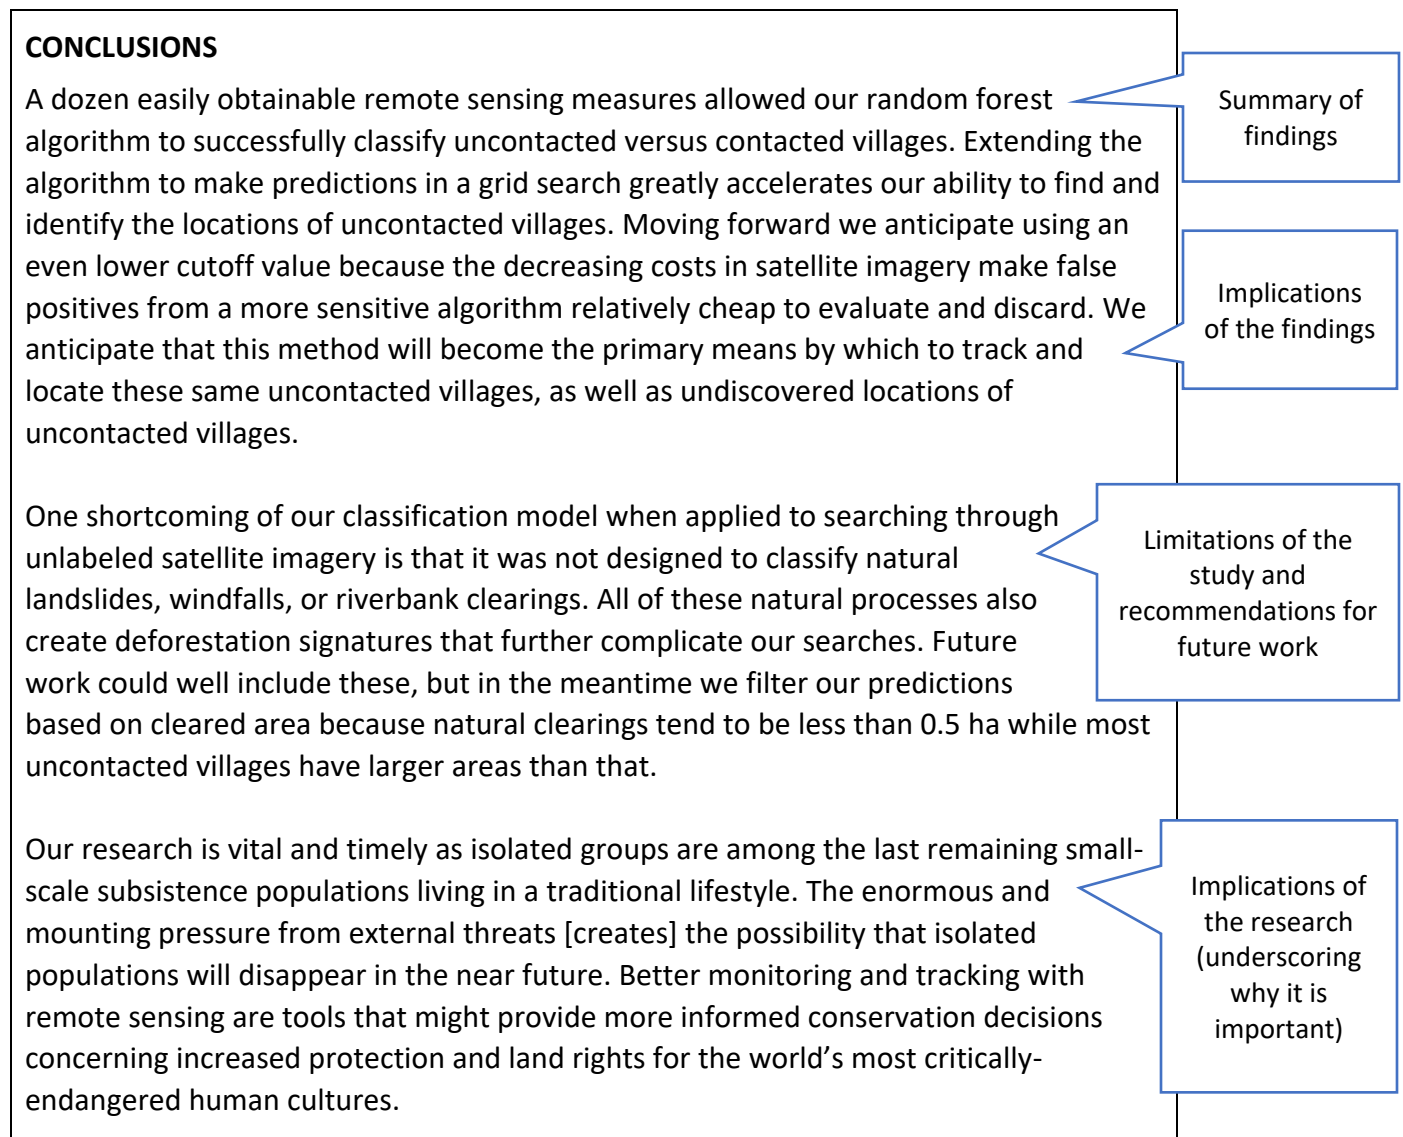 CONCLUSIONS
A dozen easily obtainable remote sensing measures allowed our random forest
algorithm to successfully classify uncontacted versus contacted villages. Extending the
algorithm to make predictions in a grid search greatly accelerates our ability to find and
identify the locations of uncontacted villages. Moving forward we anticipate using an
even lower cutoff value because the decreasing costs in satellite imagery make false
positives from a more sensitive algorithm relatively cheap to evaluate and discard. We
anticipate that this method will become the primary means by which to track and
locate these same uncontacted villages, as well as undiscovered locations of
uncontacted villages.
One shortcoming of our classification model when applied to searching through
unlabeled satellite imagery is that it was not designed to classify natural
landslides, windfalls, or riverbank clearings. All of these natural processes also
create deforestation signatures that further complicate our searches. Future
work could well include these, but in the meantime we filter our predictions
based on cleared area because natural clearings tend to be less than 0.5 ha while most
uncontacted villages have larger areas than that.
Our research is vital and timely as isolated groups are among the last remaining small-
scale subsistence populations living in a traditional lifestyle. The enormous and
mounting pressure from external threats [creates] the possibility that isolated
populations will disappear in the near future. Better monitoring and tracking with
remote sensing are tools that might provide more informed conservation decisions
concerning increased protection and land rights for the world’s most critically-
endangered human cultures.
Summary of
findings
Implications
of the findings
Limitations of the
study and
recommendations for
future work
Implications of
the research
(underscoring
why it is
important)